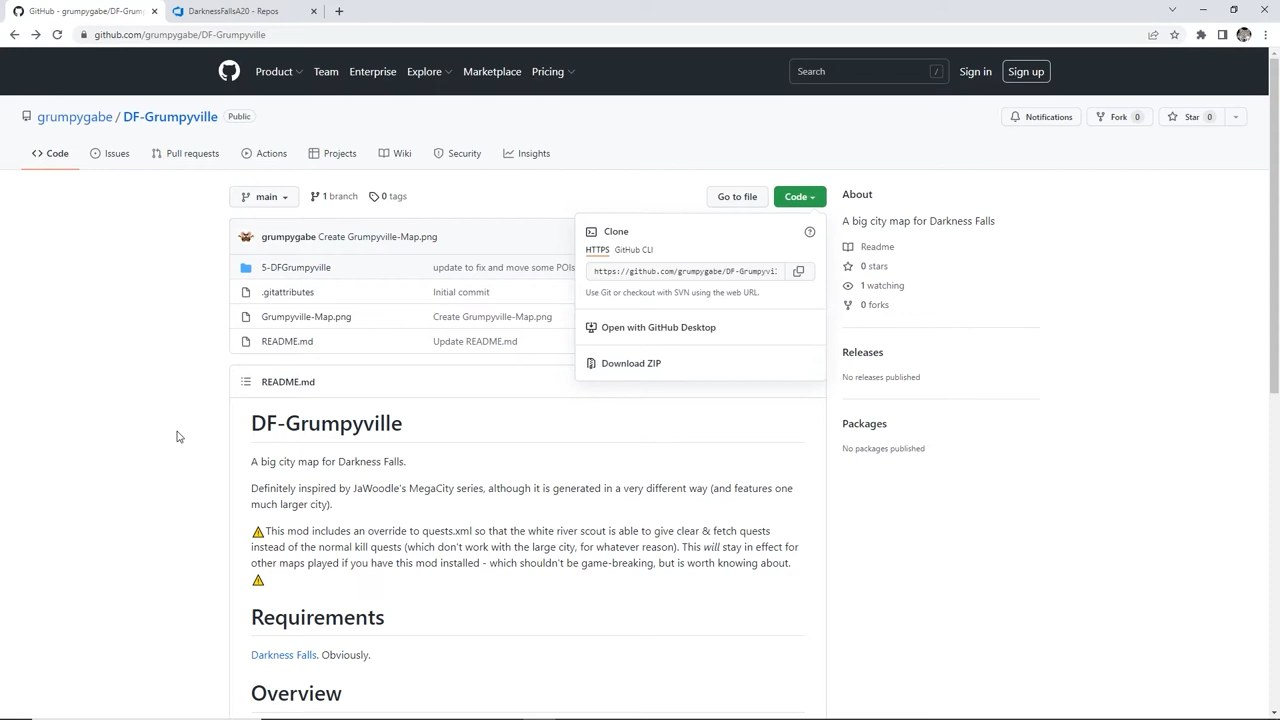 GitHub - grumpygabe/DF-Grumpy
DarknessFallsA20 - Repos
github.com/grumpygabe/DF-Grumpyville
Product
Team
Enterprise
Explore
Marketplace
Pricing
Search
/
Sign in
Sign up
grumpygabe / DF-Grumpyville
Public
Notifications
Fork 0
Star 0
Code
Issues
Pull requests
Actions
Projects
Wiki
Security
Insights
main
1 branch
0 tags
Go to file
Code
grumpygabe Create Grumpyville-Map.png
5-DFGrumpyville
update to fix and move some POIs
.gitattributes
Initial commit
Grumpyville-Map.png
Create Grumpyville-Map.png
README.md
Update README.md
Clone
HTTPS
GitHub CLI
https://github.com/grumpygabe/DF-Grumpyvi
Use Git or checkout with SVN using the web URL.
Open with GitHub Desktop
Download ZIP
About
A big city map for Darkness Falls
Readme
0 stars
1 watching
0 forks
Releases
No releases published
Packages
No packages published
README.md
DF-Grumpyville
A big city map for Darkness Falls.
Definitely inspired by JaWoodle's MegaCity series, although it is generated in a very different way (and features one
much larger city).
⚠️This mod includes an override to quests.xml so that the white river scout is able to give clear & fetch quests
instead of the normal kill quests (which don't work with the large city, for whatever reason). This will stay in effect for
other maps played if you have this mod installed - which shouldn't be game-breaking, but is worth knowing about.
⚠️
Requirements
Darkness Falls. Obviously.
Overview